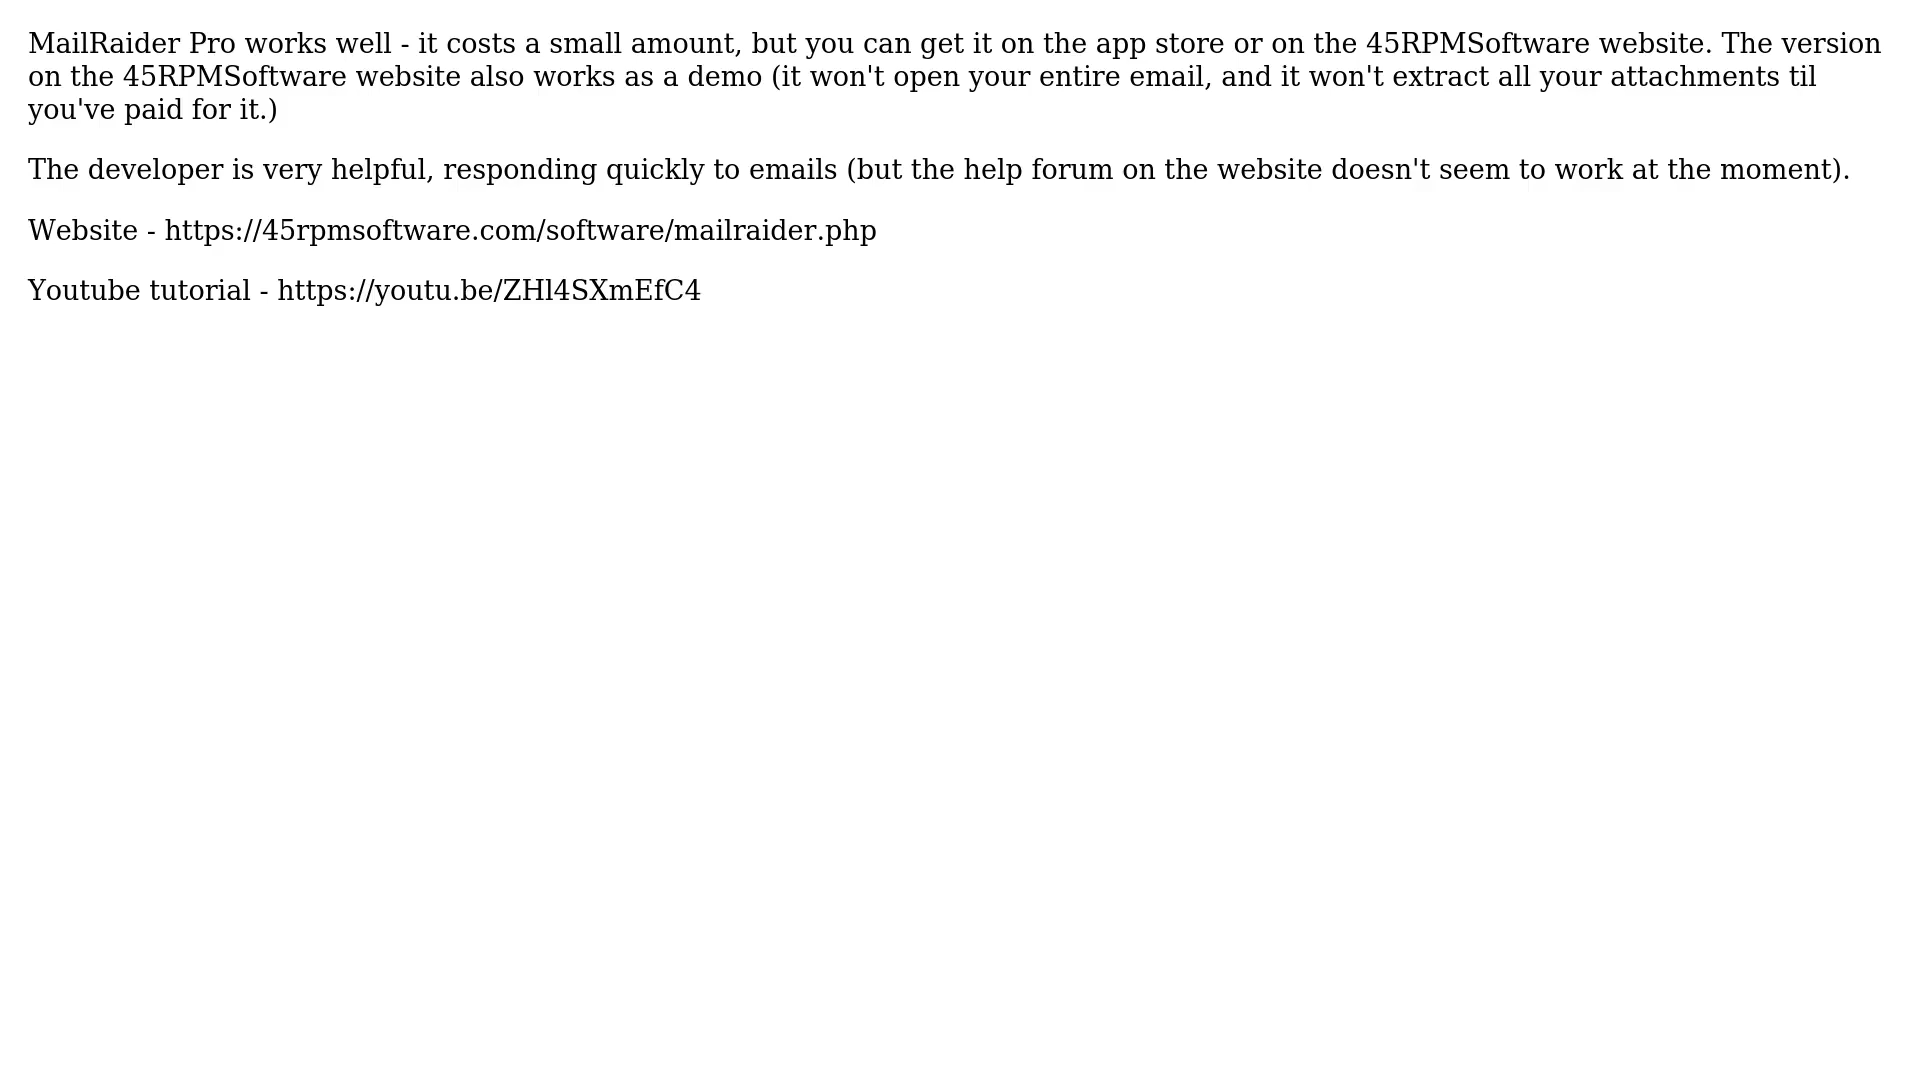 MailRaider Pro works well - it costs a small amount, but you can get it on the app store or on the 45RPMSoftware website. The version
on the 45RPMSoftware website also works as a demo (it won't open your entire email, and it won't extract all your attachments til
you've paid for it.)
The developer is very helpful, responding quickly to emails (but the help forum on the website doesn't seem to work at the moment).
Website - https://45rpmsoftware.com/software/mailraider.php
Youtube tutorial - https://youtu.be/ZHl4SXmEfC4